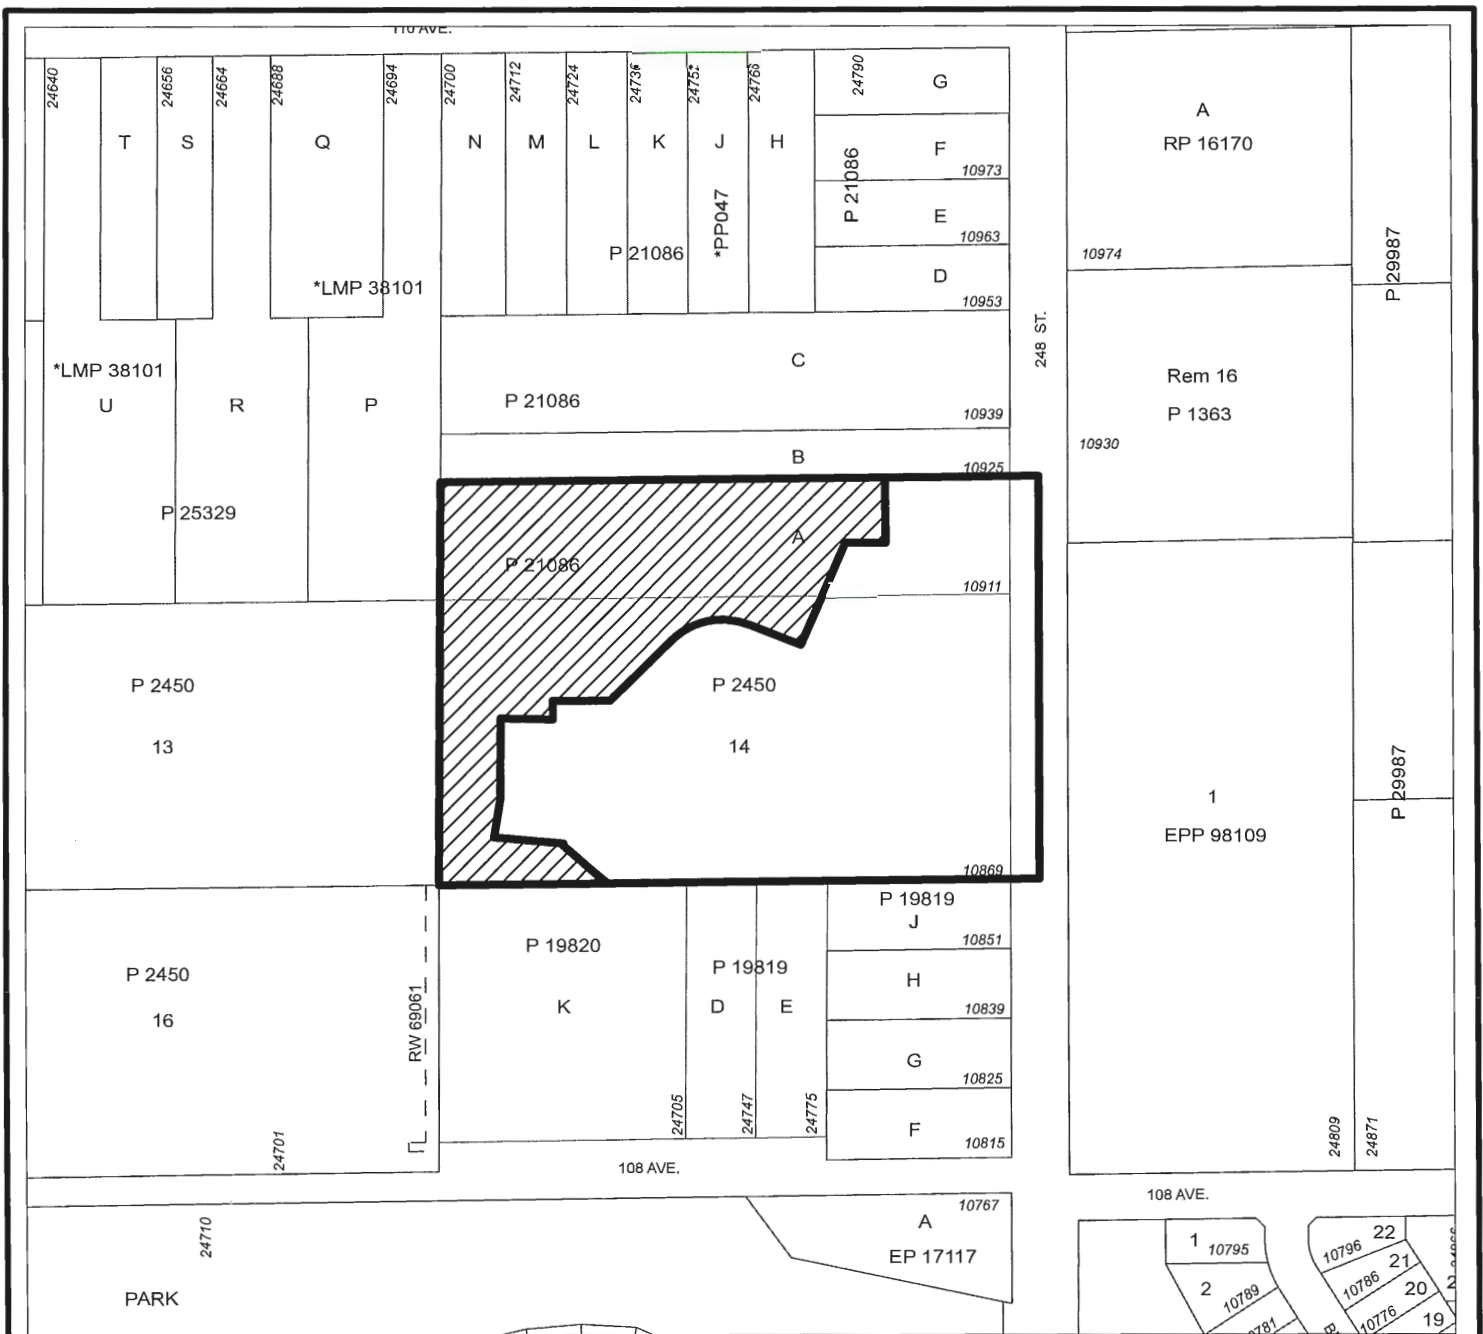 110 AVE.
24640
24656
24664
24688
24694
24700
24712
24724
24766
24790
T
S
Q
N
M
L
K
J
H
G
F
10973
E
10963
D
10953
P 21086
*PP047
P 21086
*LMP 38101
*LMP 38101
U
R
P
P 25329
C
P 21086
10939
B
10925
A
P 21086
10911
248 ST.
A
RP 16170
10974
P 29987
Rem 16
P 1363
10930
P 2450
13
P 2450
14
10869
1
EPP 98109
P 29987
24809
24871
P 2450
16
24701
RW 69061
P 19820
K
24705
P 19819
D
E
24747
24775
P 19819
J
10851
H
10839
G
10825
F
10815
108 AVE.
108 AVE.
24710
PARK
10767
A
EP 17117
1
10795
2
10789
10796
22
10786
21
20
10776
19